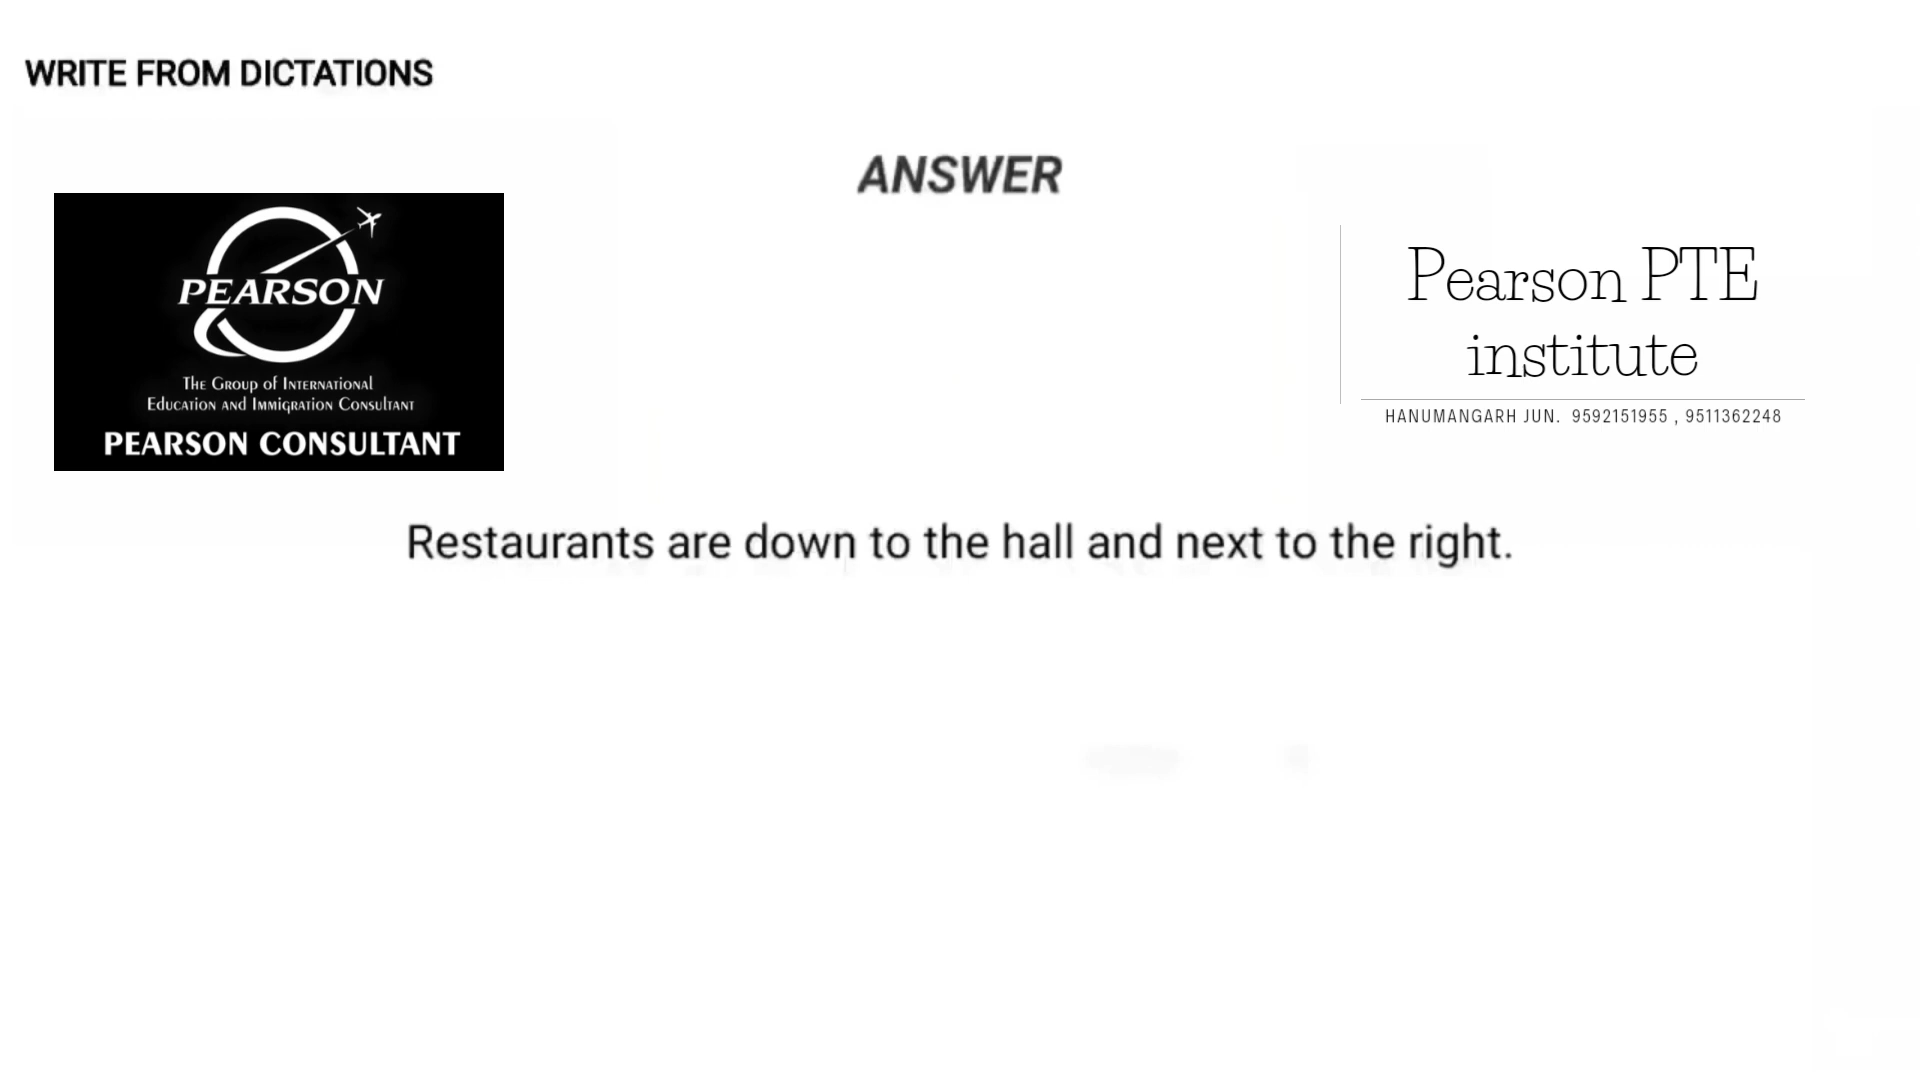 WRITE FROM DICTATIONS
ANSWER
PEARSON
The Group of International
Education and Immigration Consultant
PEARSON CONSULTANT
Pearson PTE
institute
HANUMANGARH JUN. 9592151955 , 9511362248
Restaurants are down to the hall and next to the right.